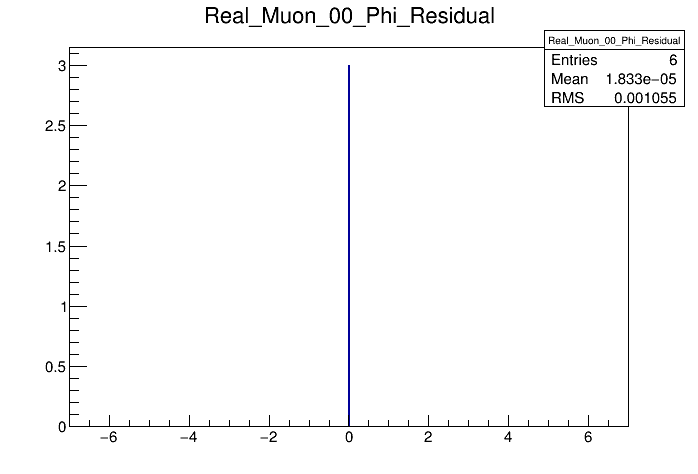 Real_Muon_00_Phi_Residual
Real_Muon_00_Phi_Residual
Entries 6
Mean 1.833e−05
RMS 0.001055
3
2.5
2
1.5
1
0.5
0
−6 −4 −2 0 2 4 6